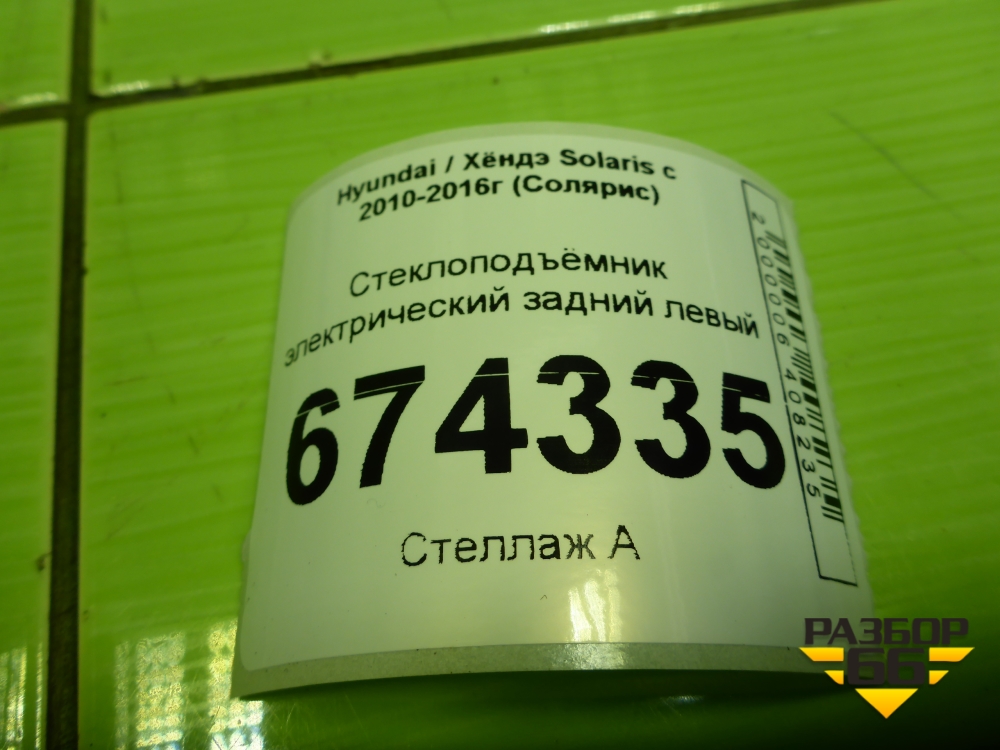 Hyundai / Хёндэ Solaris с
2010-2016г (Солярис)
Стеклоподъёмник
электрический задний левый
674335
Стеллаж А
2000006408235
РАЗБОР
66